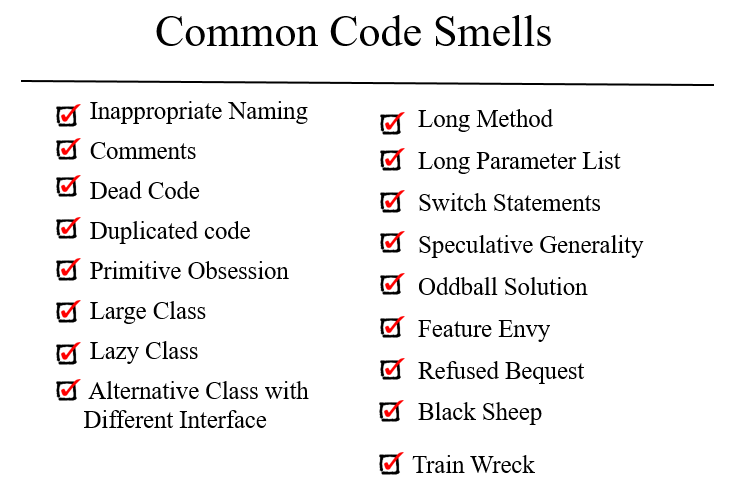 Common Code Smells
Inappropriate Naming
Comments
Dead Code
Duplicated code
Primitive Obsession
Large Class
Lazy Class
Alternative Class with
Different Interface
Long Method
Long Parameter List
Switch Statements
Speculative Generality
Oddball Solution
Feature Envy
Refused Bequest
Black Sheep
Train Wreck